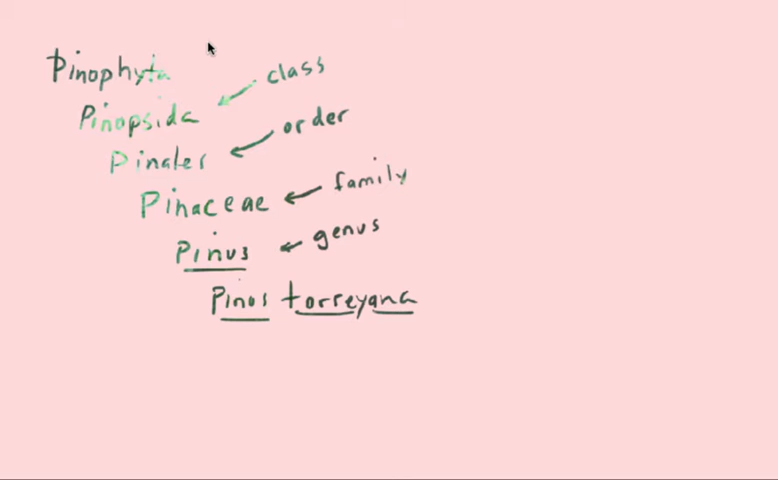 Pinophyta
Pinopsida ← class
Pinales ← order
Pinaceae ← family
Pinus ← genus
Pinus torreyana